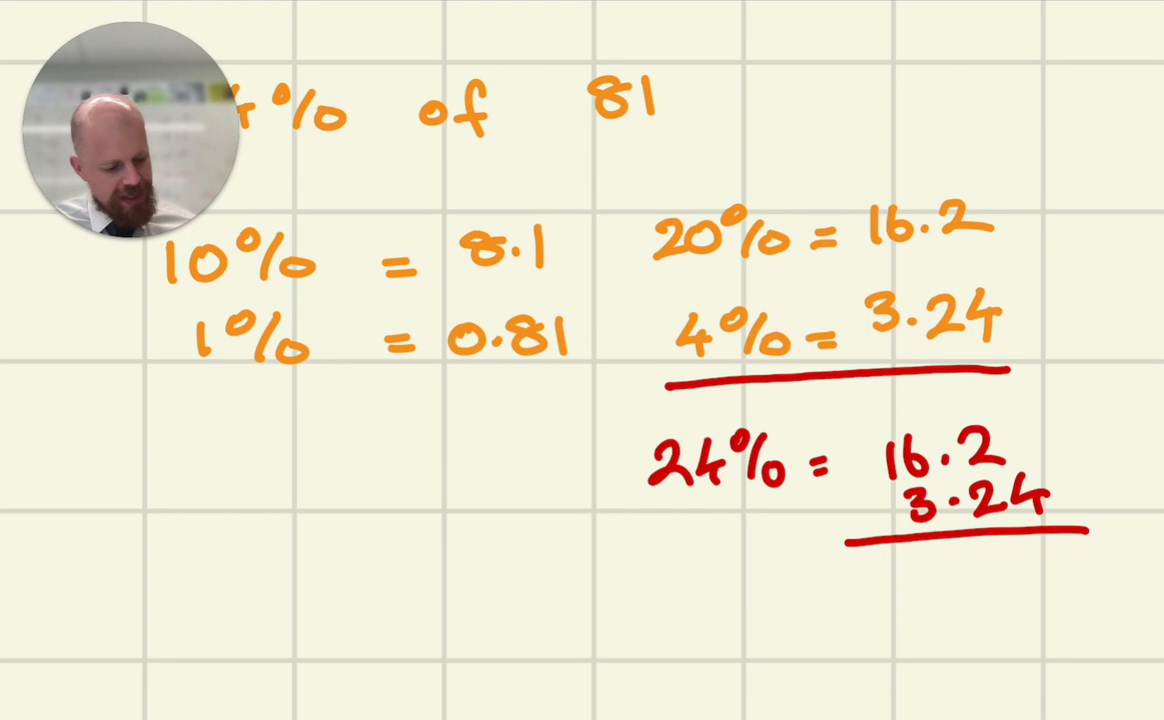 4% of 81
10% = 8.1
1% = 0.81
20% = 16.2
4% = 3.24
24% = 16.2
3.24